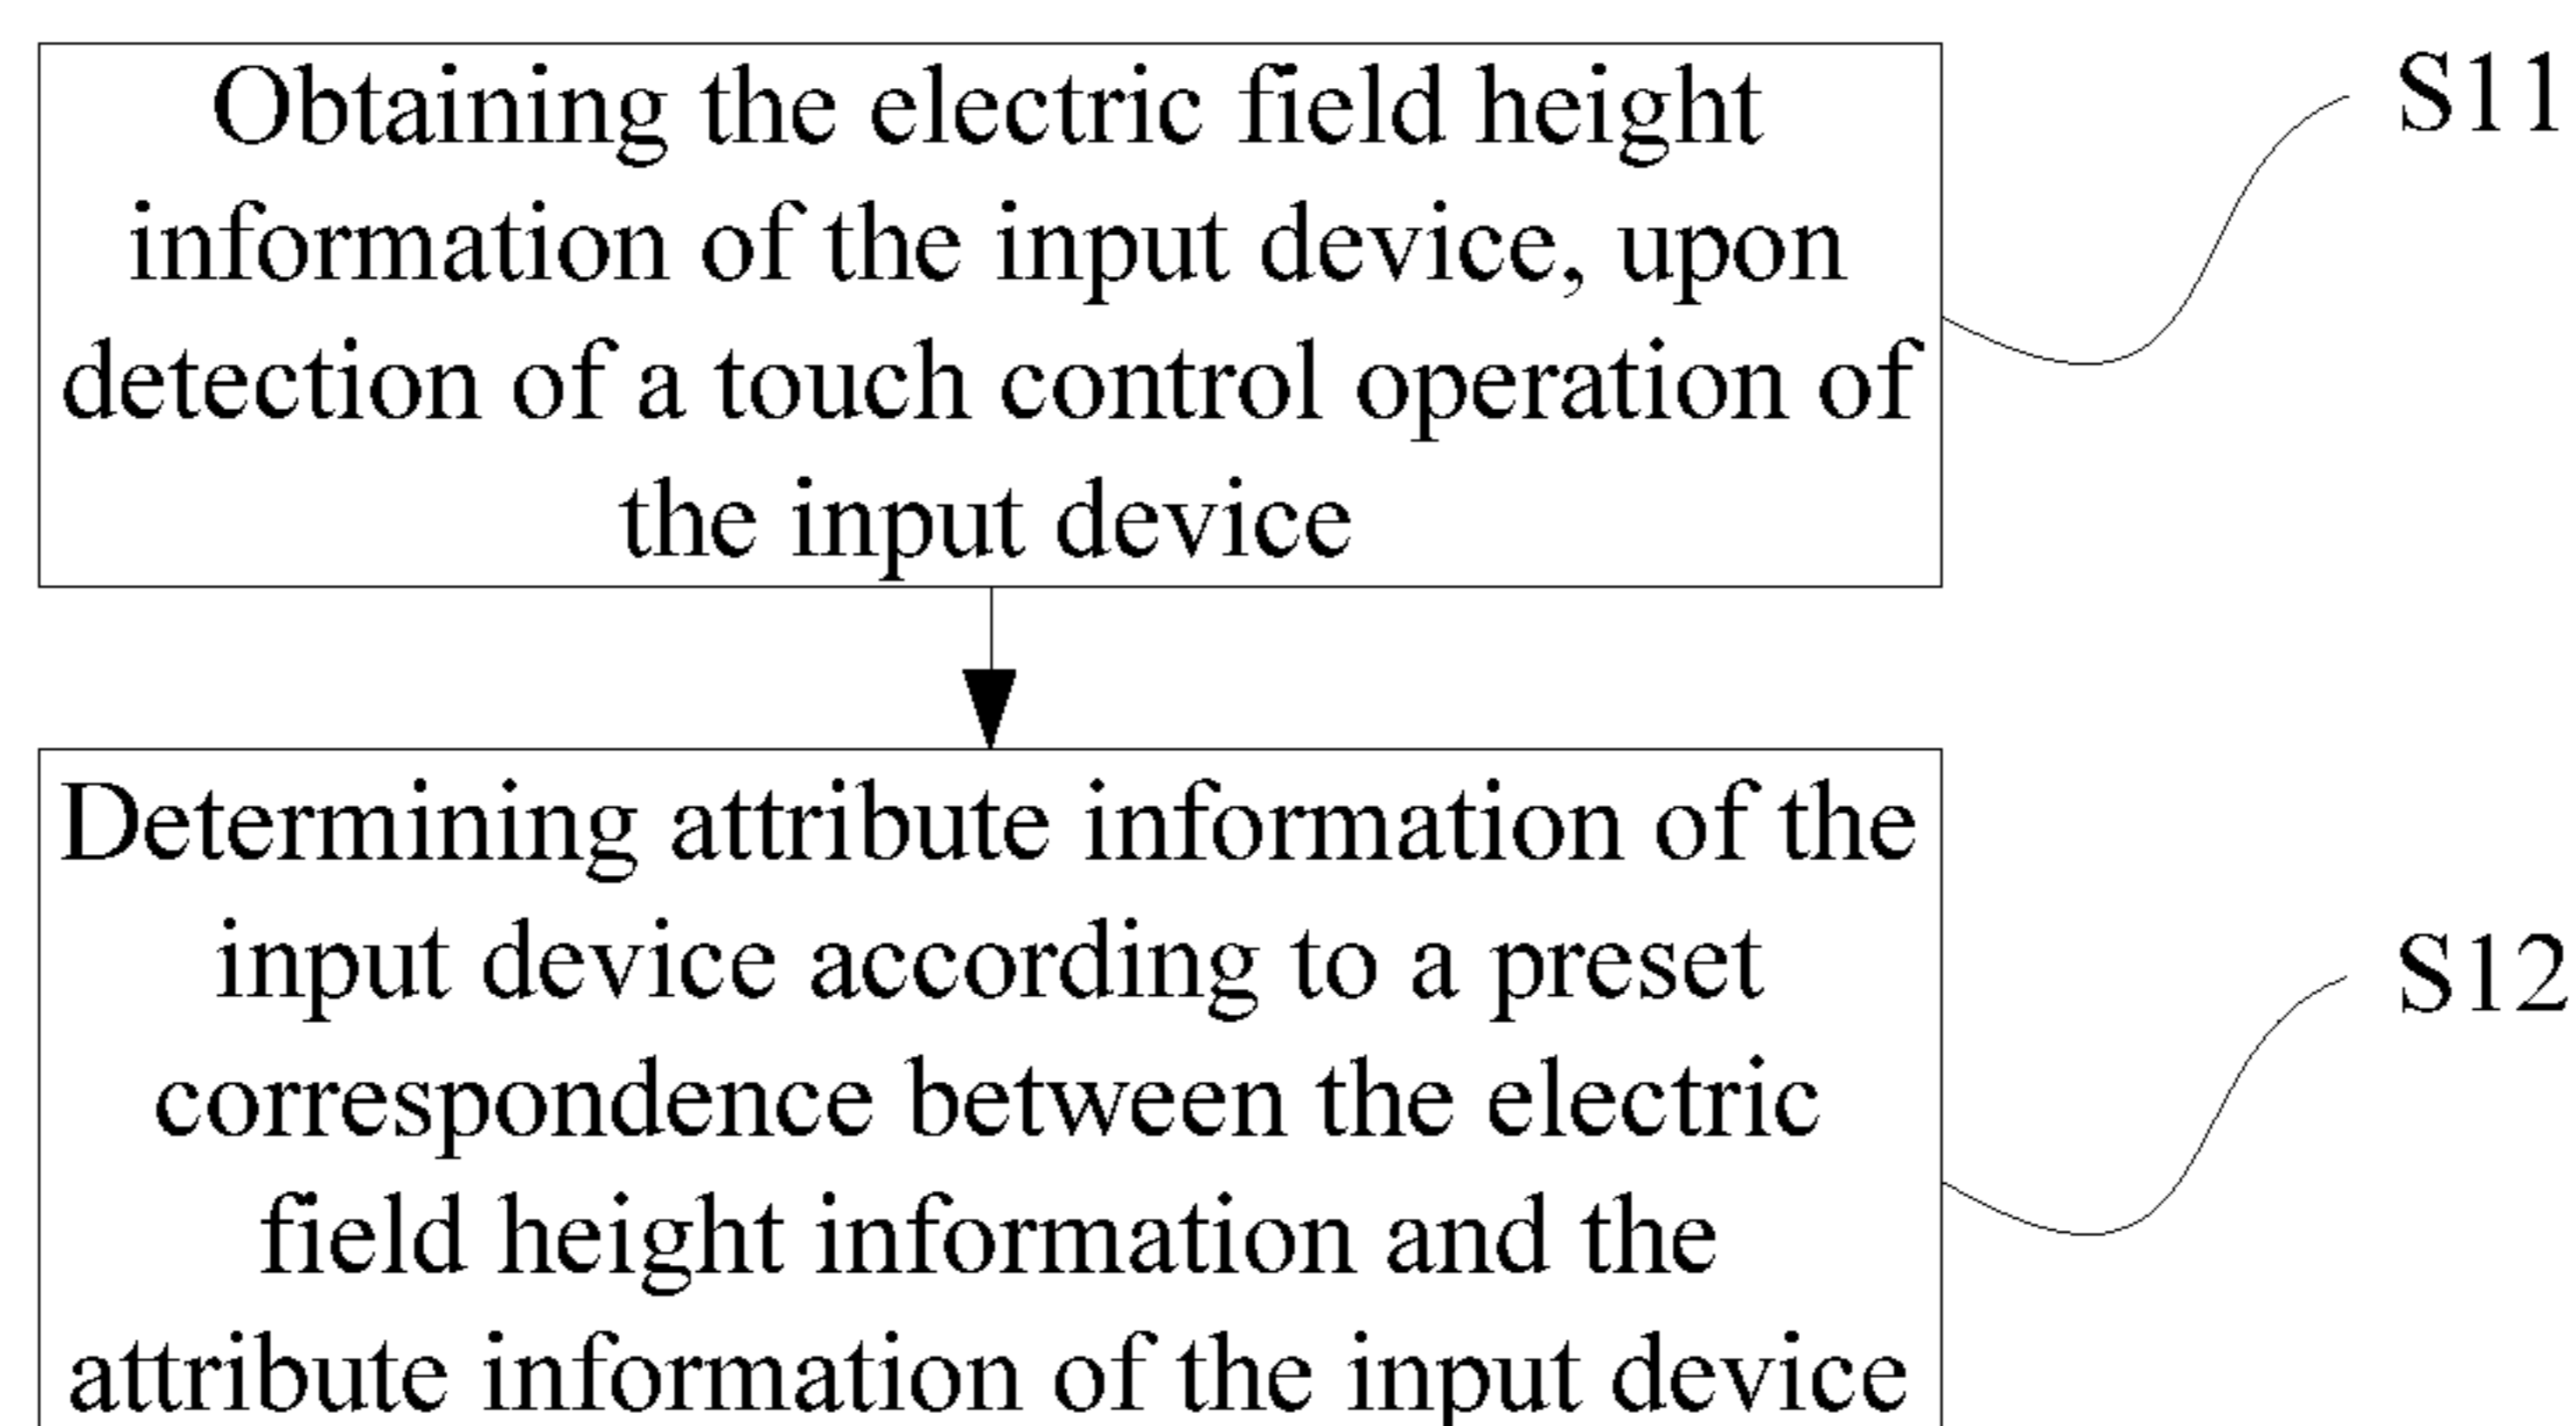 Obtaining the electric field height
information of the input device, upon
detection of a touch control operation of
the input device
S11
Determining attribute information of the
input device according to a preset
correspondence between the electric
field height information and the
attribute information of the input device
S12